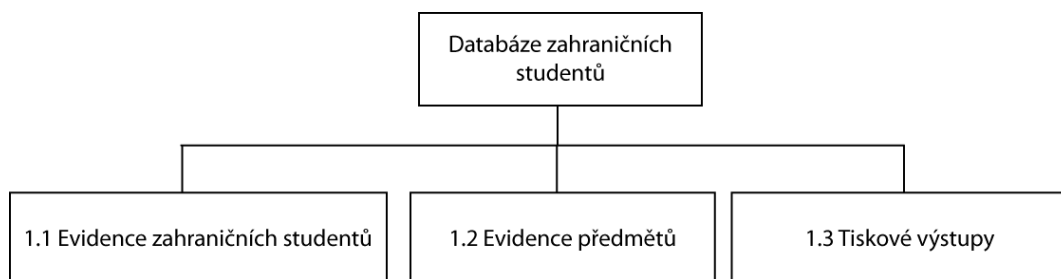 Databáze zahraničních
studentů
1.1 Evidence zahraničních studentů
1.2 Evidence předmětů
1.3 Tiskové výstupy